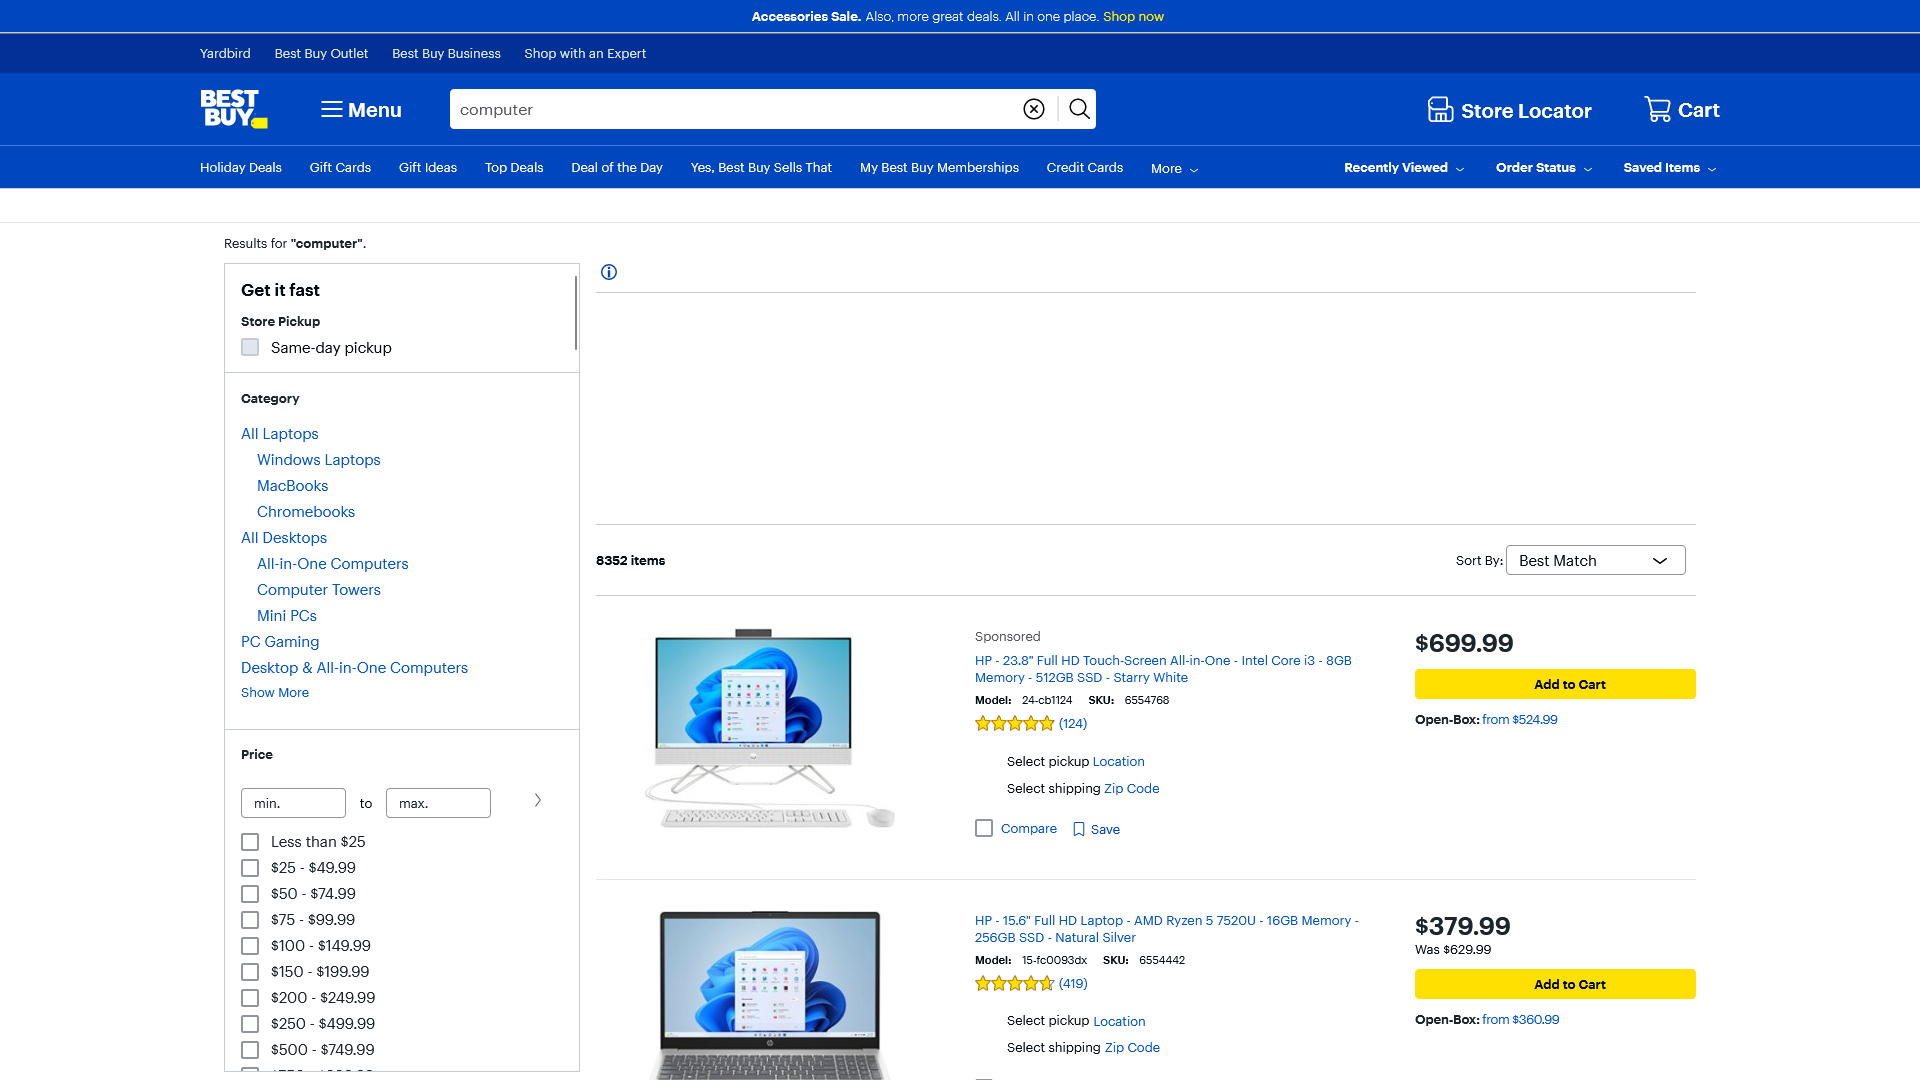 Accessories Sale. Also, more great deals. All in one place. Shop now
Yardbird Best Buy Outlet Best Buy Business Shop with an Expert
BEST BUY
Menu
computer
Store Locator
Cart
Holiday Deals Gift Cards Gift Ideas Top Deals Deal of the Day Yes, Best Buy Sells That My Best Buy Memberships Credit Cards More Recently Viewed Order Status Saved Items
Results for "computer".
Get it fast
Store Pickup
Same-day pickup
Category
All Laptops
Windows Laptops
MacBooks
Chromebooks
All Desktops
All-in-One Computers
Computer Towers
Mini PCs
PC Gaming
Desktop & All-in-One Computers
Show More
Price
min. to max.
Less than $25
$25 - $49.99
$50 - $74.99
$75 - $99.99
$100 - $149.99
$150 - $199.99
$200 - $249.99
$250 - $499.99
$500 - $749.99
8352 items
Sort By: Best Match
Sponsored
HP - 23.8" Full HD Touch-Screen All-in-One - Intel Core i3 - 8GB
Memory - 512GB SSD - Starry White
Model: 24-cb1124 SKU: 6554768
(124)
Select pickup Location
Select shipping Zip Code
Compare Save
$699.99
Add to Cart
Open-Box: from $524.99
HP - 15.6" Full HD Laptop - AMD Ryzen 5 7520U - 16GB Memory -
256GB SSD - Natural Silver
Model: 15-fc0093dx SKU: 6554442
(419)
Select pickup Location
Select shipping Zip Code
$379.99
Was $629.99
Add to Cart
Open-Box: from $360.99